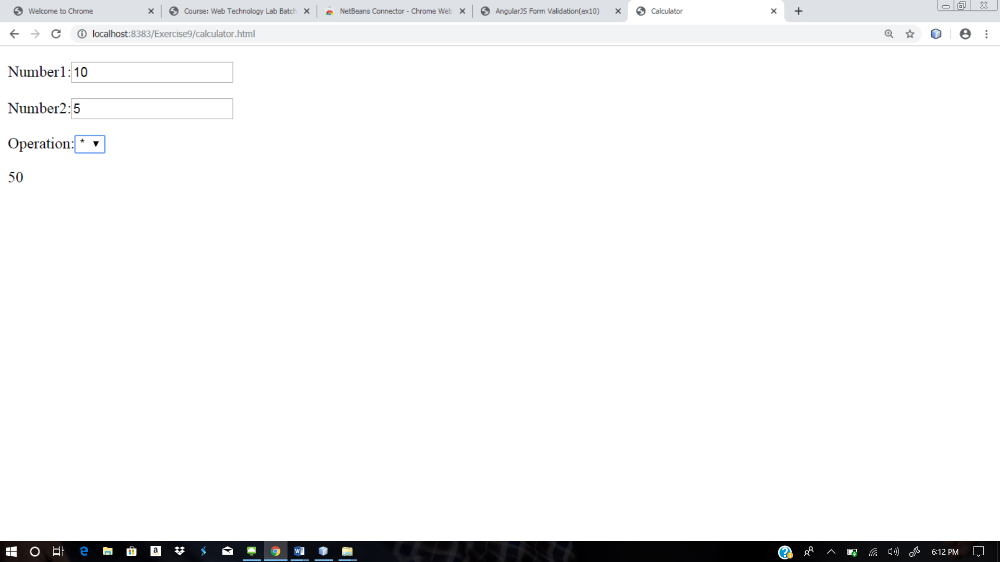 Welcome to Chrome
Course: Web Technology Lab Batch
NetBeans Connector - Chrome Web
AngularJS Form Validation(ex10)
Calculator
localhost:8383/Exercise9/calculator.html
Number1: 10
Number2: 5
Operation: *
50
6:12 PM